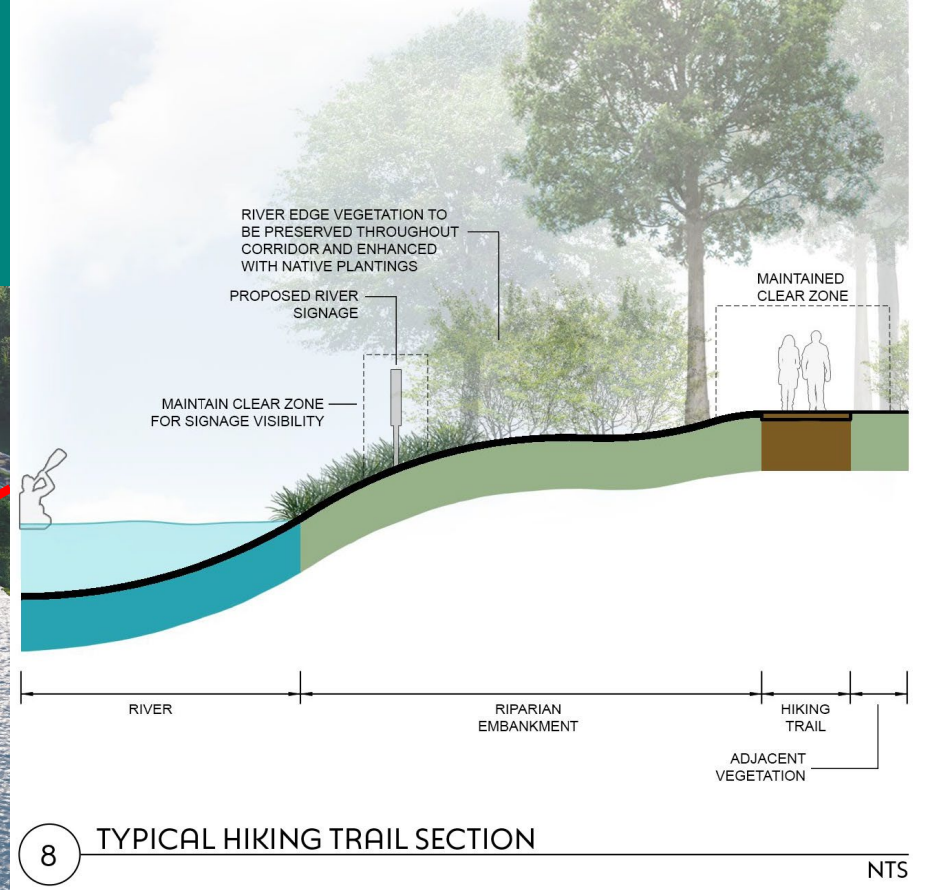 RIVER EDGE VEGETATION TO
BE PRESERVED THROUGHOUT
CORRIDOR AND ENHANCED
WITH NATIVE PLANTINGS
PROPOSED RIVER
SIGNAGE
MAINTAIN CLEAR ZONE
FOR SIGNAGE VISIBILITY
MAINTAINED
CLEAR ZONE
RIVER
RIPARIAN
EMBANKMENT
HIKING
TRAIL
ADJACENT
VEGETATION
8
TYPICAL HIKING TRAIL SECTION
NTS